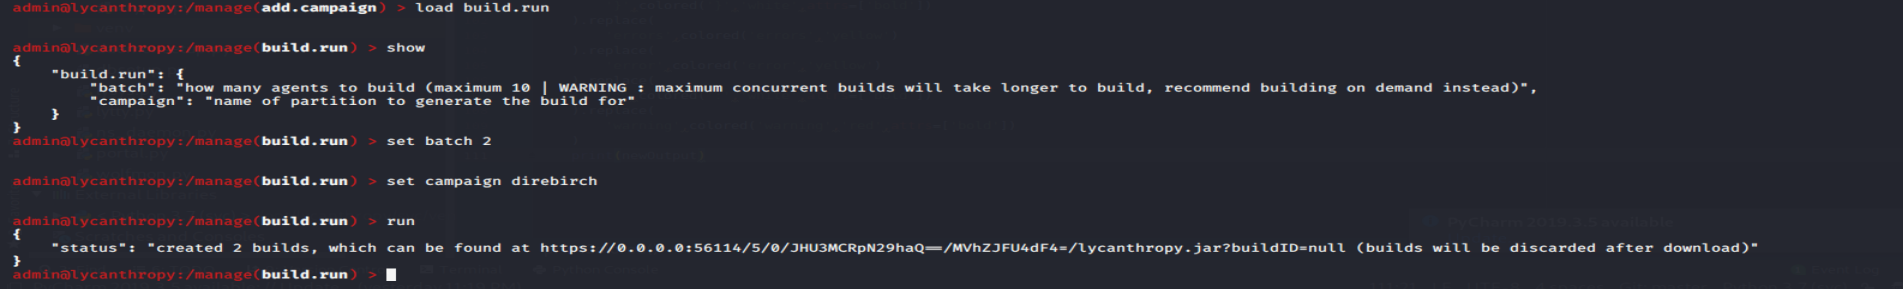 admin@lycanthropy:/manage(add.campaign) > load build.run
admin@lycanthropy:/manage(build.run) > show
{
    "build.run": {
        "batch": "how many agents to build (maximum 10 | WARNING : maximum concurrent builds will take longer to build, recommend building on demand instead)",
        "campaign": "name of partition to generate the build for"
    }
}
admin@lycanthropy:/manage(build.run) > set batch 2
admin@lycanthropy:/manage(build.run) > set campaign direbirch
admin@lycanthropy:/manage(build.run) > run
{
    "status": "created 2 builds, which can be found at https://0.0.0.0:56114/5/0/JHU3MCRpN29haQ==/MVhZJFU4dF4=/lycanthropy.jar?buildID=null (builds will be discarded after download)"
}
admin@lycanthropy:/manage(build.run) >